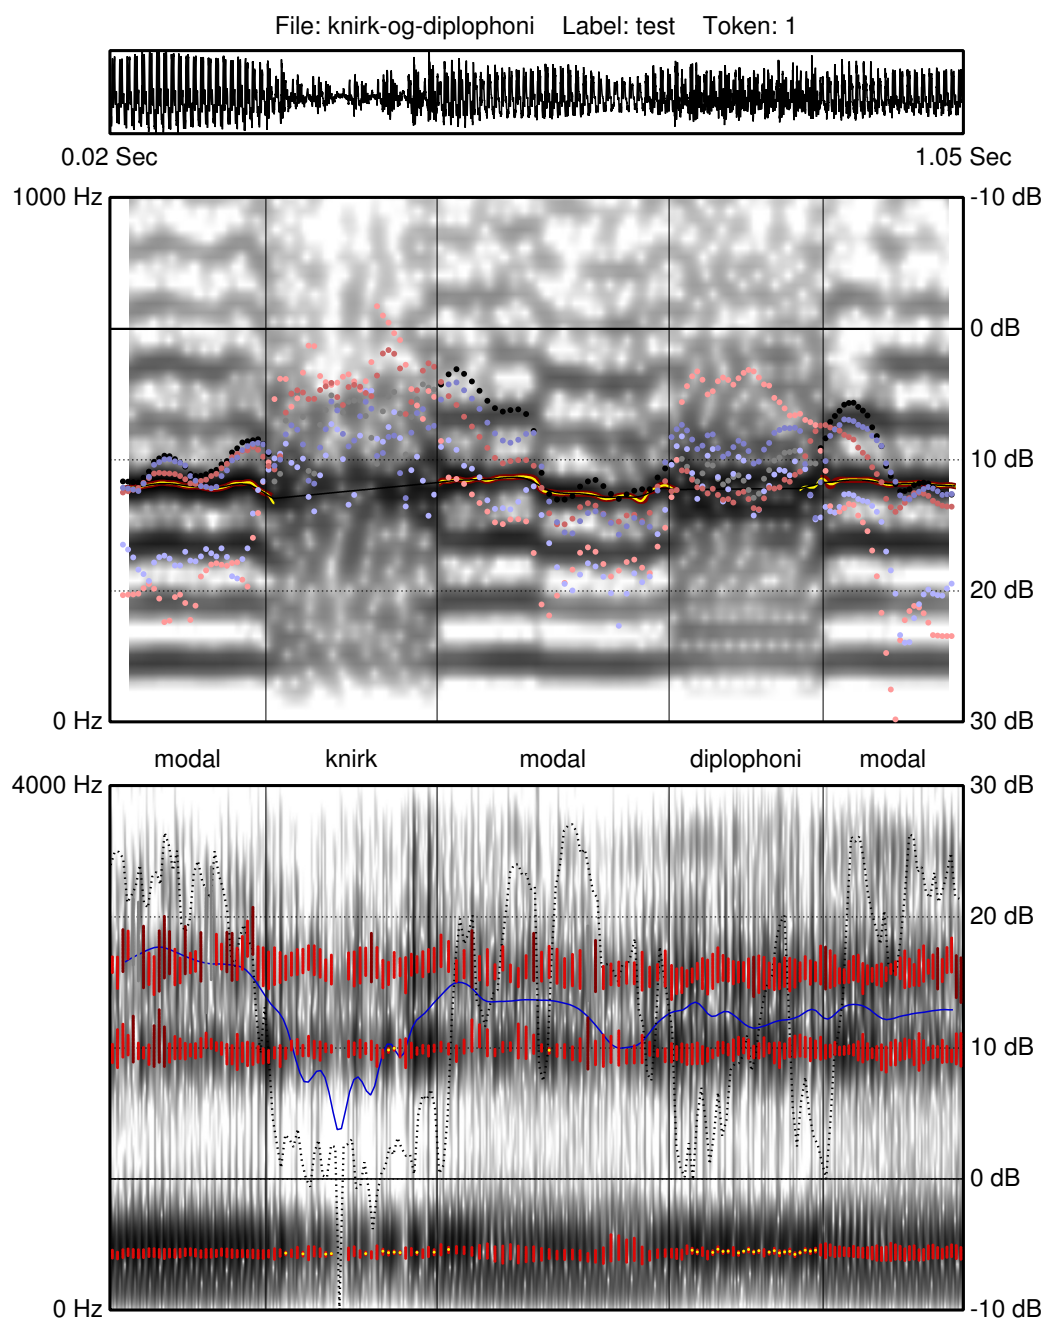 File: knirk-og-diplophoni Label: test Token: 1
0.02 Sec 1.05 Sec
1000 Hz -10 dB
0 dB
10 dB
20 dB
0 Hz 30 dB
modal knirk modal diplophoni modal
4000 Hz 30 dB
20 dB
10 dB
0 dB
0 Hz -10 dB